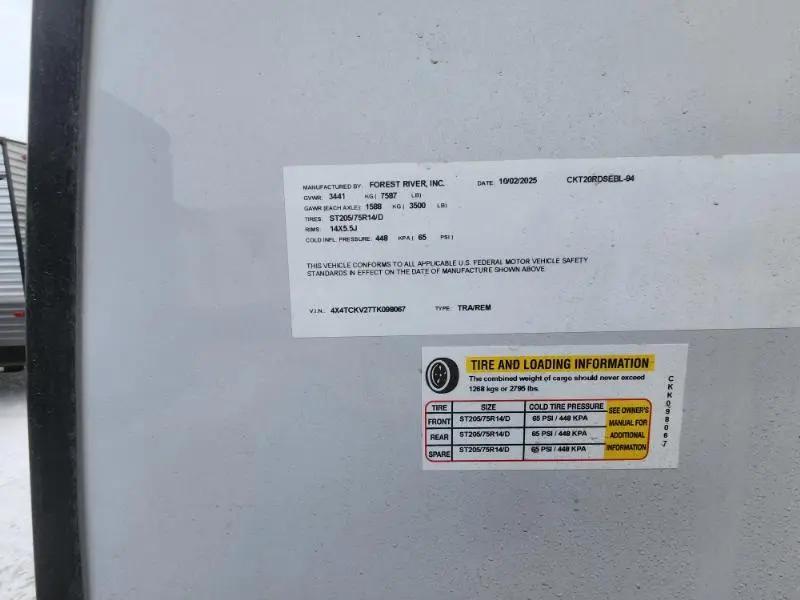 MANUFACTURED BY: FOREST RIVER, INC. DATE: 10/02/2025 CKT20RDSEBL-94
GVWR: 3441 KG ( 7587 LB)
GAWR (EACH AXLE): 1588 KG ( 3500 LB)
TIRES: ST205/75R14/D
RIMS: 14X5.5J
COLD INFL. PRESSURE: 448 KPA ( 65 PSI)
THIS VEHICLE CONFORMS TO ALL APPLICABLE U.S. FEDERAL MOTOR VEHICLE SAFETY
STANDARDS IN EFFECT ON THE DATE OF MANUFACTURE SHOWN ABOVE.
V.I.N.: 4X4TCKV27TK098067 TYPE: TRA/REM
TIRE AND LOADING INFORMATION
The combined weight of cargo should never exceed
1268 kgs or 2795 lbs.
TIRE SIZE COLD TIRE PRESSURE
FRONT ST205/75R14/D 65 PSI / 448 KPA
REAR ST205/75R14/D 65 PSI / 448 KPA
SPARE ST205/75R14/D 65 PSI / 448 KPA
SEE OWNER'S
MANUAL FOR
ADDITIONAL
INFORMATION
CKK098067